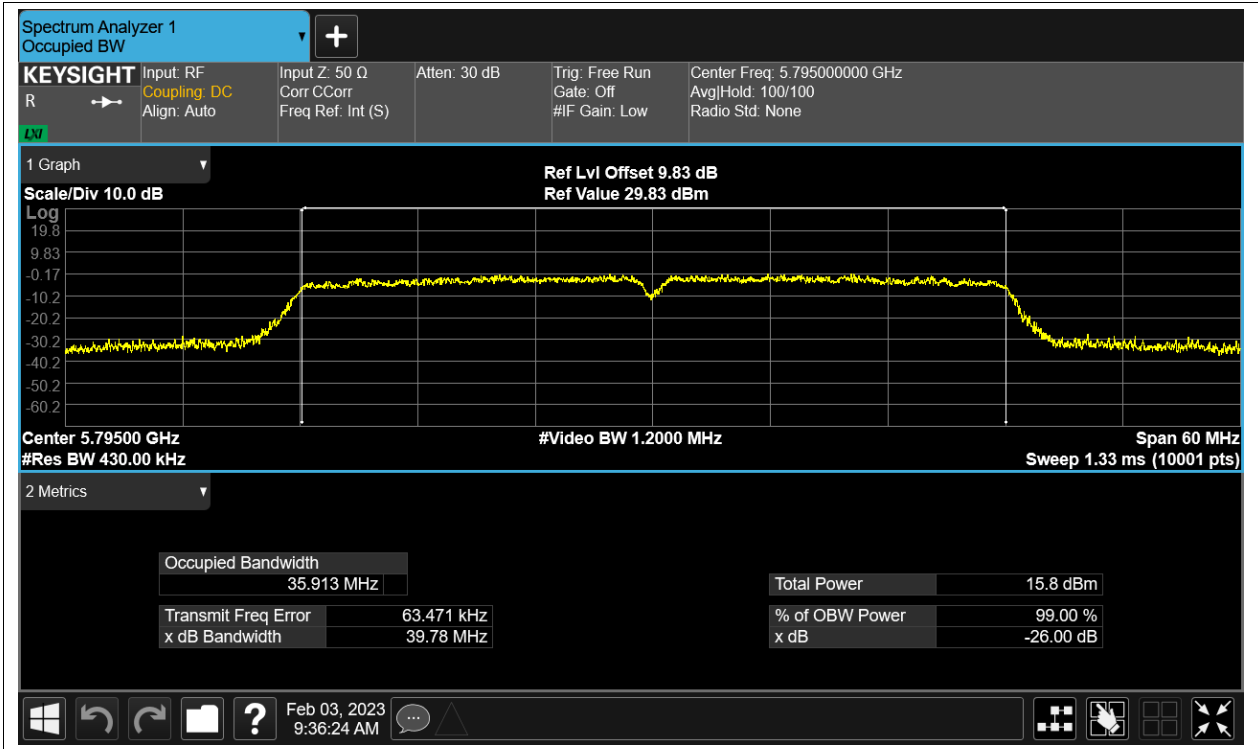 Spectrum Analyzer 1
Occupied BW
KEYSIGHT
R
LXI
Input: RF
Coupling: DC
Align: Auto
Input Z: 50 Ω
Corr CCorr
Freq Ref: Int (S)
Atten: 30 dB
Trig: Free Run
Gate: Off
#IF Gain: Low
Center Freq: 5.795000000 GHz
Avg|Hold: 100/100
Radio Std: None
1 Graph
Scale/Div 10.0 dB
Ref Lvl Offset 9.83 dB
Ref Value 29.83 dBm
Log
19.8
9.83
-0.17
-10.2
-20.2
-30.2
-40.2
-50.2
-60.2
Center 5.79500 GHz
#Video BW 1.2000 MHz
Span 60 MHz
#Res BW 430.00 kHz
Sweep 1.33 ms (10001 pts)
2 Metrics
Occupied Bandwidth
35.913 MHz
Transmit Freq Error 63.471 kHz
x dB Bandwidth 39.78 MHz
Total Power 15.8 dBm
% of OBW Power 99.00 %
x dB -26.00 dB
?
Feb 03, 2023
9:36:24 AM